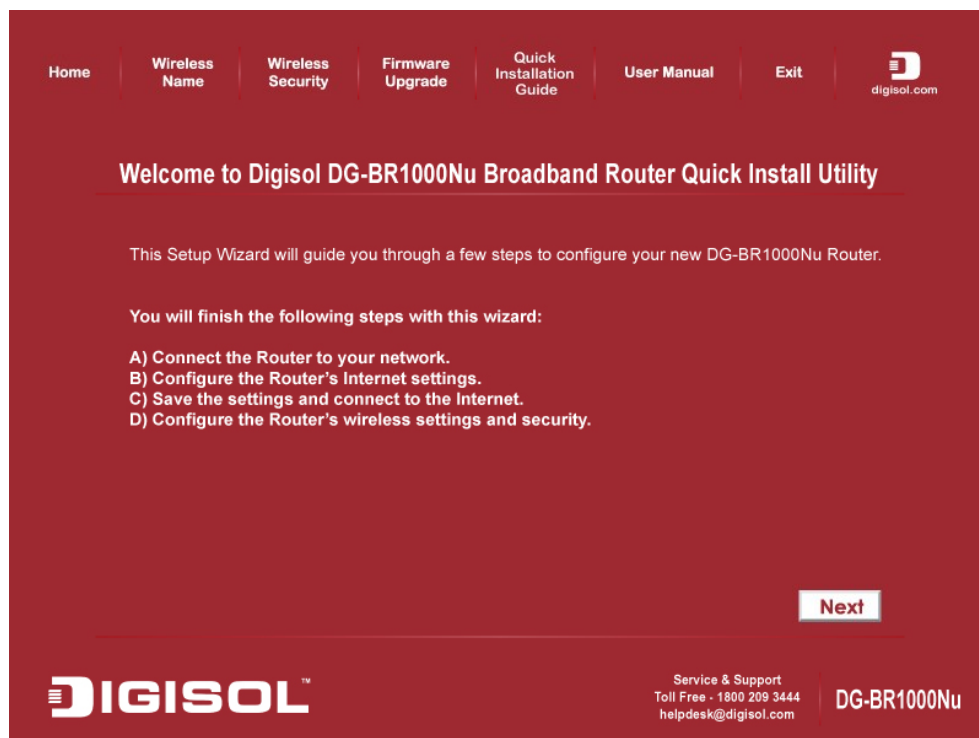 Home
Wireless
Name
Wireless
Security
Firmware
Upgrade
Quick
Installation
Guide
User Manual
Exit
digisol.com
Welcome to Digisol DG-BR1000Nu Broadband Router Quick Install Utility
This Setup Wizard will guide you through a few steps to configure your new DG-BR1000Nu Router.
You will finish the following steps with this wizard:
A) Connect the Router to your network.
B) Configure the Router's Internet settings.
C) Save the settings and connect to the Internet.
D) Configure the Router's wireless settings and security.
Next
DIGISOL™
Service & Support
Toll Free - 1800 209 3444
helpdesk@digisol.com
DG-BR1000Nu